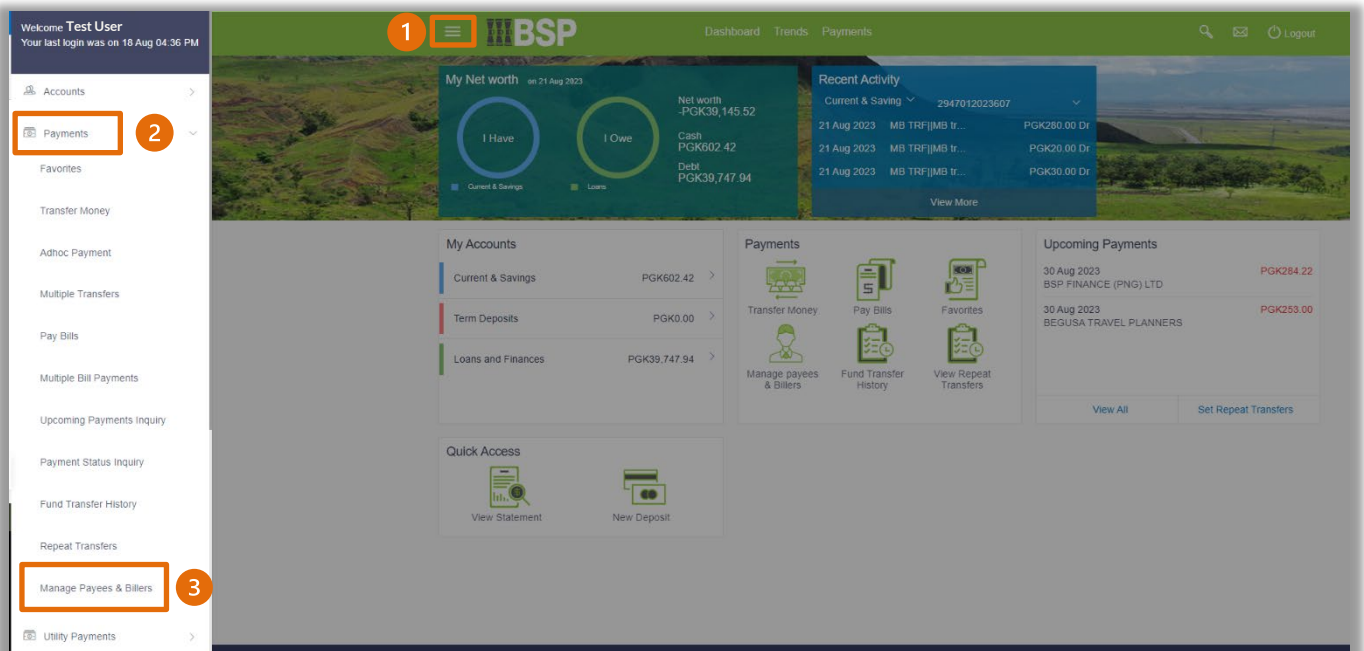 Welcome Test User
Your last login was on 18 Aug 04:36 PM
Accounts
Payments
2
Favorites
Transfer Money
Adhoc Payment
Multiple Transfers
Pay Bills
Multiple Bill Payments
Upcoming Payments Inquiry
Payment Status Inquiry
Fund Transfer History
Repeat Transfers
Manage Payees & Billers
3
Utility Payments
1
BSP
Dashboard Trends Payments
Logout
My Net worth on 21 Aug 2023
I Have
I Owe
Current & Savings
Loans
Net worth
-PGK39,145.52
Cash
PGK602.42
Debt
PGK39,747.94
Recent Activity
Current & Saving 2947012023607
21 Aug 2023 MB TRF||MB tr... PGK280.00 Dr
21 Aug 2023 MB TRF||MB tr... PGK20.00 Dr
21 Aug 2023 MB TRF||MB tr... PGK30.00 Dr
View More
My Accounts
Current & Savings PGK602.42
Term Deposits PGK0.00
Loans and Finances PGK39,747.94
Payments
Transfer Money
Pay Bills
Favorites
Manage payees
& Billers
Fund Transfer
History
View Repeat
Transfers
Upcoming Payments
30 Aug 2023 PGK284.22
BSP FINANCE (PNG) LTD
30 Aug 2023 PGK253.00
BEGUSA TRAVEL PLANNERS
View All
Set Repeat Transfers
Quick Access
View Statement
New Deposit